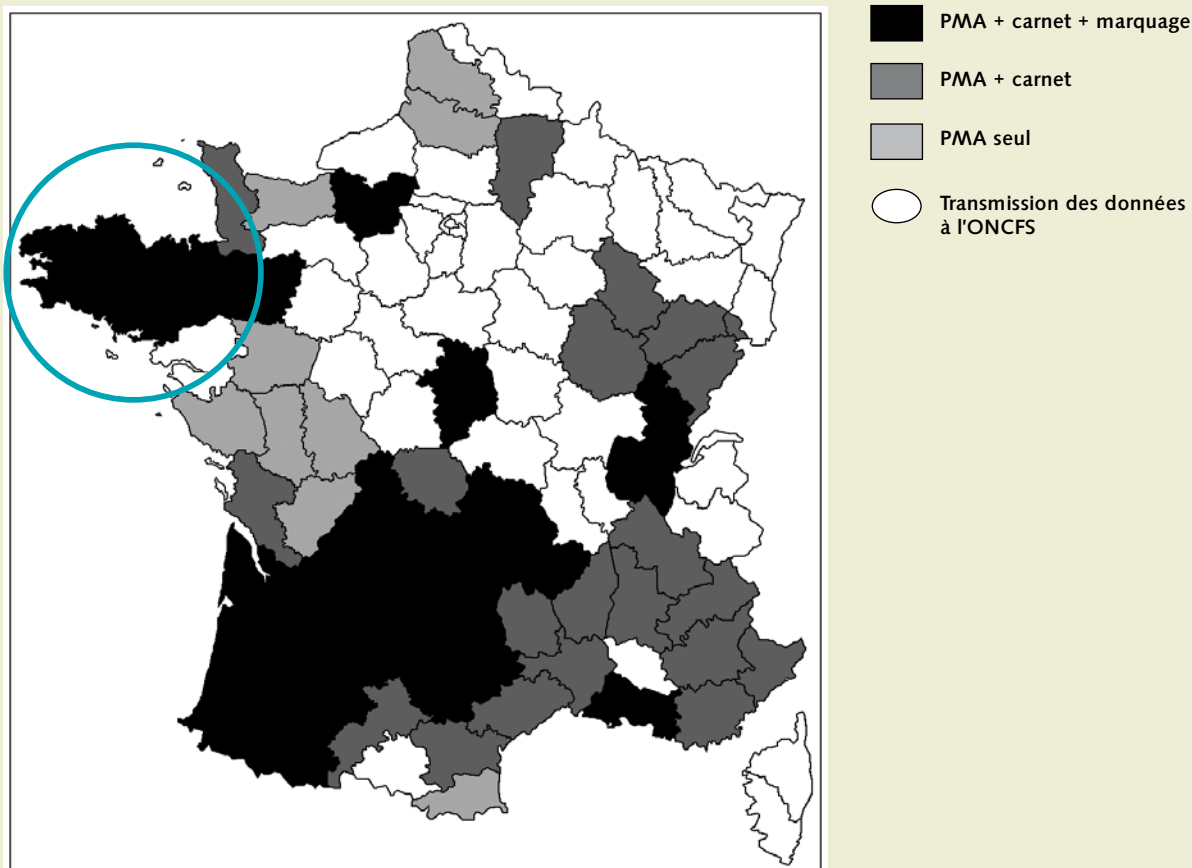 PMA + carnet + marquage
PMA + carnet
PMA seul
Transmission des données
à l'ONCFS